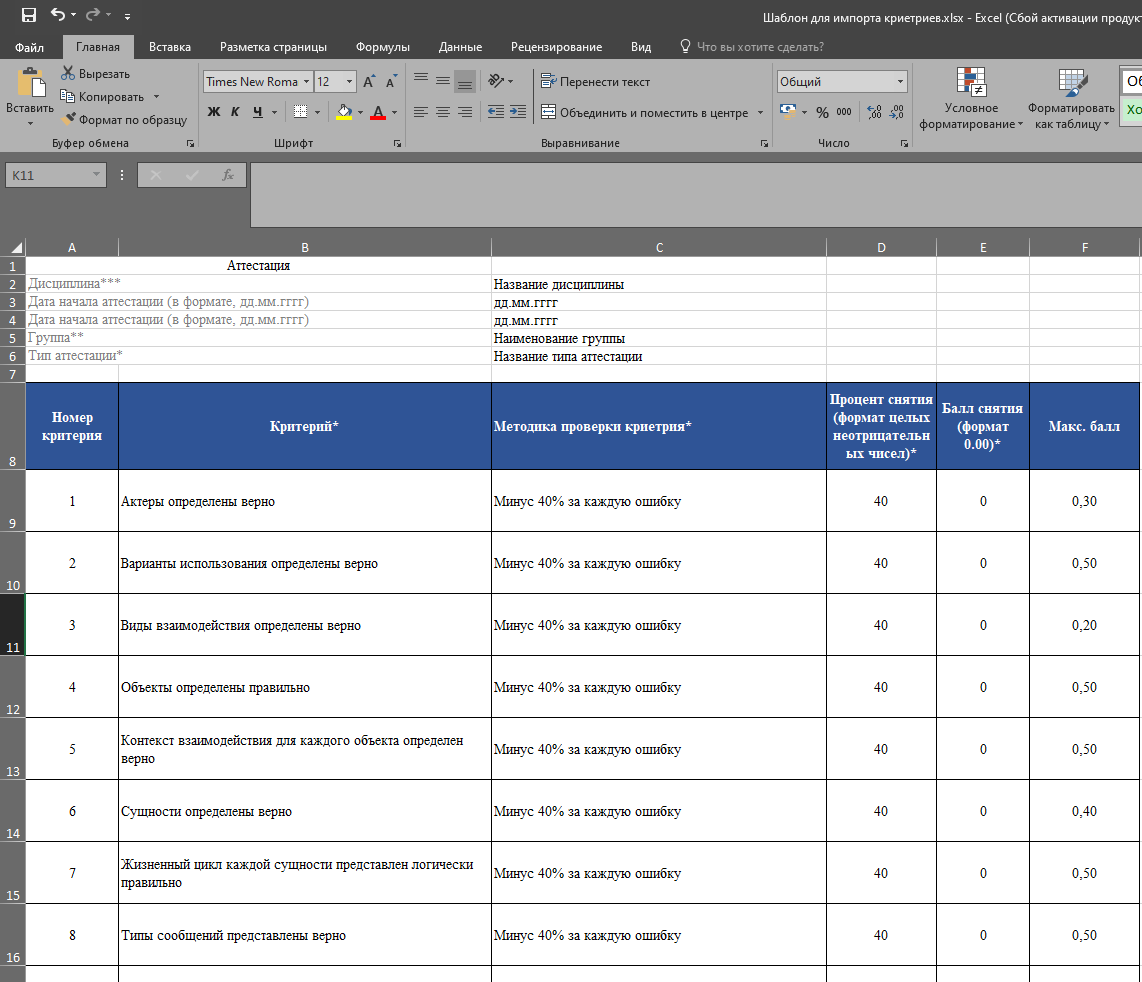 Шаблон для импорта криетриев.xlsx - Excel (Сбой активации продукт
Файл Главная Вставка Разметка страницы Формулы Данные Рецензирование Вид Что вы хотите сделать?
Вставить
Вырезать
Копировать
Формат по образцу
Буфер обмена
Times New Roma 12
Ж К Ч
Шрифт
Перенести текст
Объединить и поместить в центре
Выравнивание
Общий
% 000
Число
Условное
форматирование
Форматировать
как таблицу
K11
fx
A B C D E F
1 Аттестация
2 Дисциплина*** Название дисциплины
3 Дата начала аттестации (в формате, дд.мм.гггг) дд.мм.гггг
4 Дата начала аттестации (в формате, дд.мм.гггг) дд.мм.гггг
5 Группа** Наименование группы
6 Тип аттестации* Название типа аттестации
7
8
Номер
критерия
Критерий*
Методика проверки криетрия*
Процент снятия
(формат целых
неотрицательн
ых чисел)*
Балл снятия
(формат
0.00)*
Макс. балл
9 1 Актеры определены верно Минус 40% за каждую ошибку 40 0 0,30
10 2 Варианты использования определены верно Минус 40% за каждую ошибку 40 0 0,50
11 3 Виды взаимодействия определены верно Минус 40% за каждую ошибку 40 0 0,20
12 4 Объекты определены правильно Минус 40% за каждую ошибку 40 0 0,50
13 5 Контекст взаимодействия для каждого объекта определен
верно Минус 40% за каждую ошибку 40 0 0,50
14 6 Сущности определены верно Минус 40% за каждую ошибку 40 0 0,40
15 7 Жизненный цикл каждой сущности представлен логически
правильно Минус 40% за каждую ошибку 40 0 0,50
16 8 Типы сообщений представлены верно Минус 40% за каждую ошибку 40 0 0,50